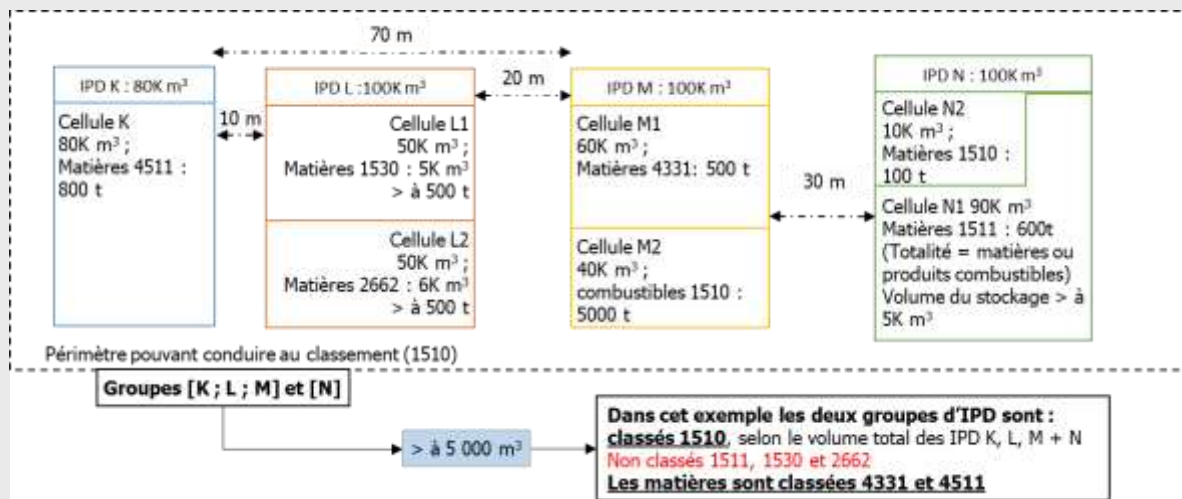 70 m
20 m
10 m
30 m
IPD K : 80K m³
Cellule K
80K m³ ;
Matières 4511 :
800 t
IPD L :100K m³
Cellule L1
50K m³ ;
Matières 1530 : 5K m³
> à 500 t
Cellule L2
50K m³ ;
Matières 2662 : 6K m³
> à 500 t
IPD M : 100K m³
Cellule M1
60K m³ ;
Matières 4331: 500 t
Cellule M2
40K m³ ;
combustibles 1510 :
5000 t
IPD N : 100K m³
Cellule N2
10K m³ ;
Matières 1510 :
100 t
Cellule N1 90K m³
Matières 1511 : 600t
(Totalité = matières ou
produits combustibles)
Volume du stockage > à
5K m³
Périmètre pouvant conduire au classement (1510)
Groupes [K ; L ; M] et [N]
> à 5 000 m³
Dans cet exemple les deux groupes d'IPD sont :
classés 1510, selon le volume total des IPD K, L, M + N
Non classés 1511, 1530 et 2662
Les matières sont classées 4331 et 4511